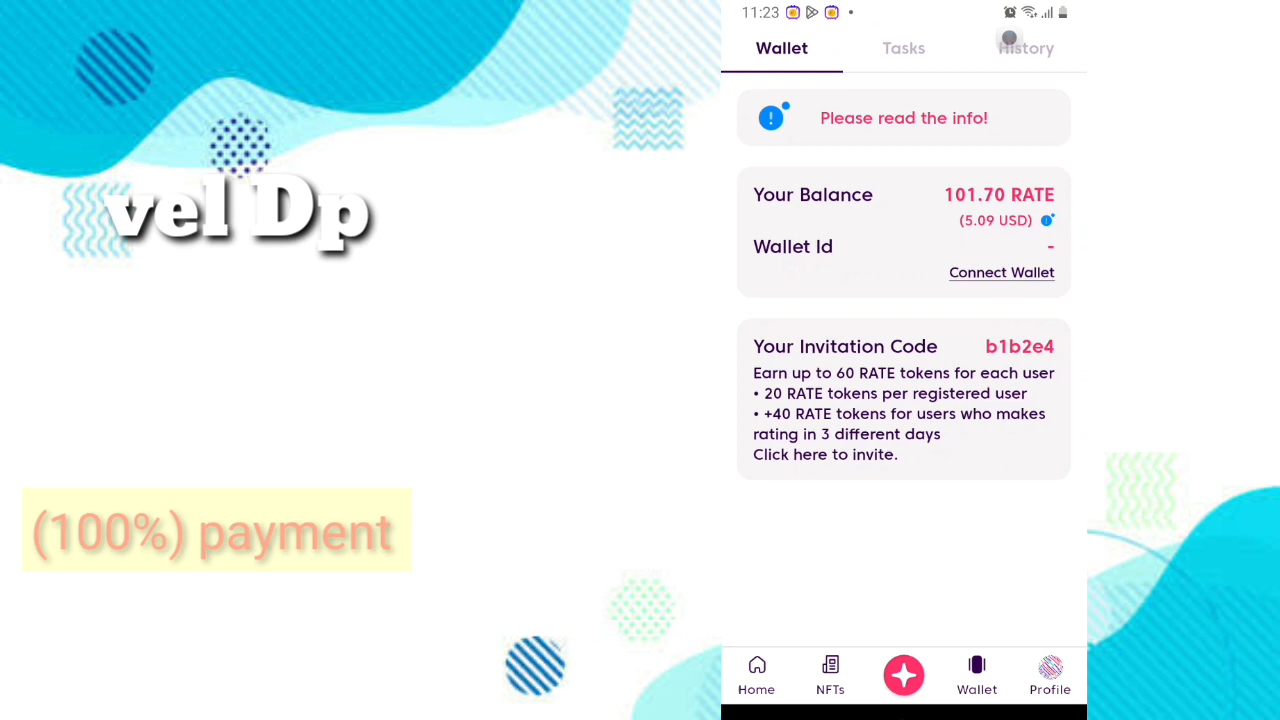 vel Dp
(100%) payment
11:23
Wallet Tasks History
Please read the info!
Your Balance 101.70 RATE
(5.09 USD)
Wallet Id -
Connect Wallet
Your Invitation Code b1b2e4
Earn up to 60 RATE tokens for each user
• 20 RATE tokens per registered user
• +40 RATE tokens for users who makes
rating in 3 different days
Click here to invite.
Home NFTs Wallet Profile